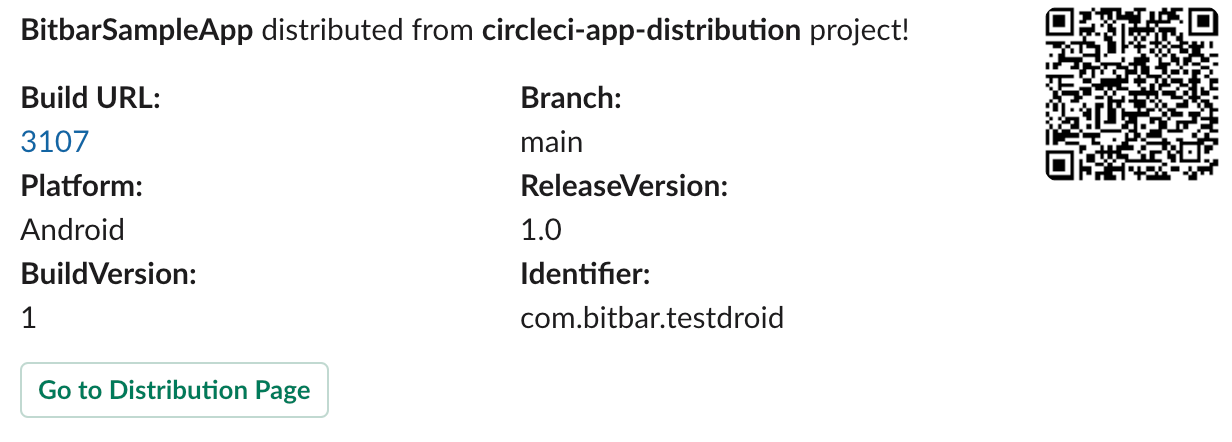 BitbarSampleApp distributed from circleci-app-distribution project!
Build URL:
3107
Branch:
main
Platform:
Android
ReleaseVersion:
1.0
BuildVersion:
1
Identifier:
com.bitbar.testdroid
Go to Distribution Page